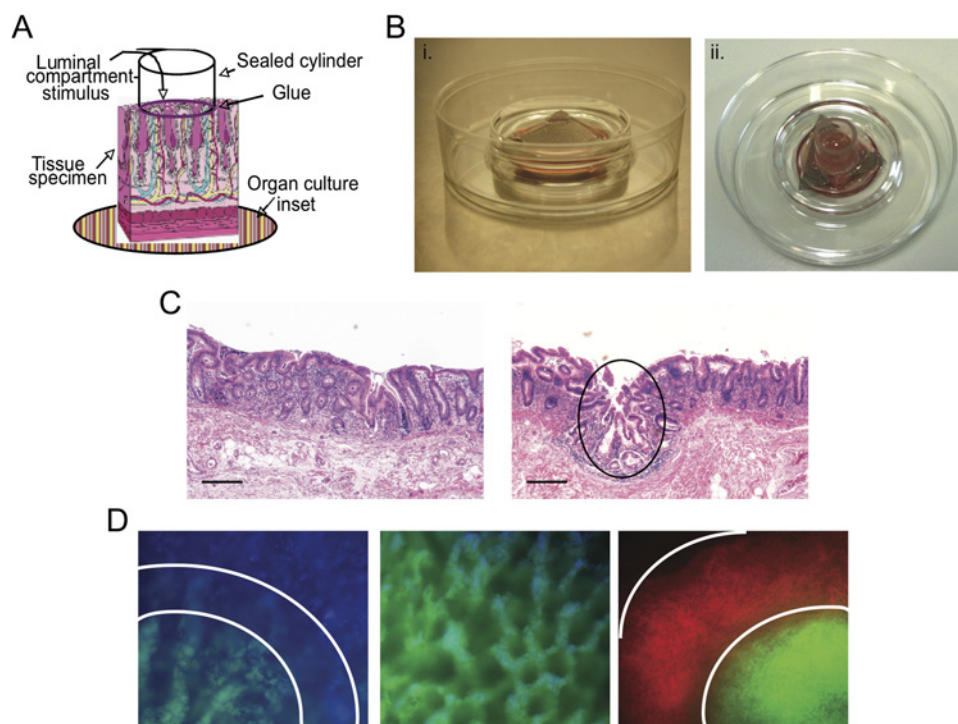 A
Luminal
compartment
stimulus
Sealed cylinder
Glue
Tissue
specimen
Organ culture
inset
B
i.
ii.
C
D